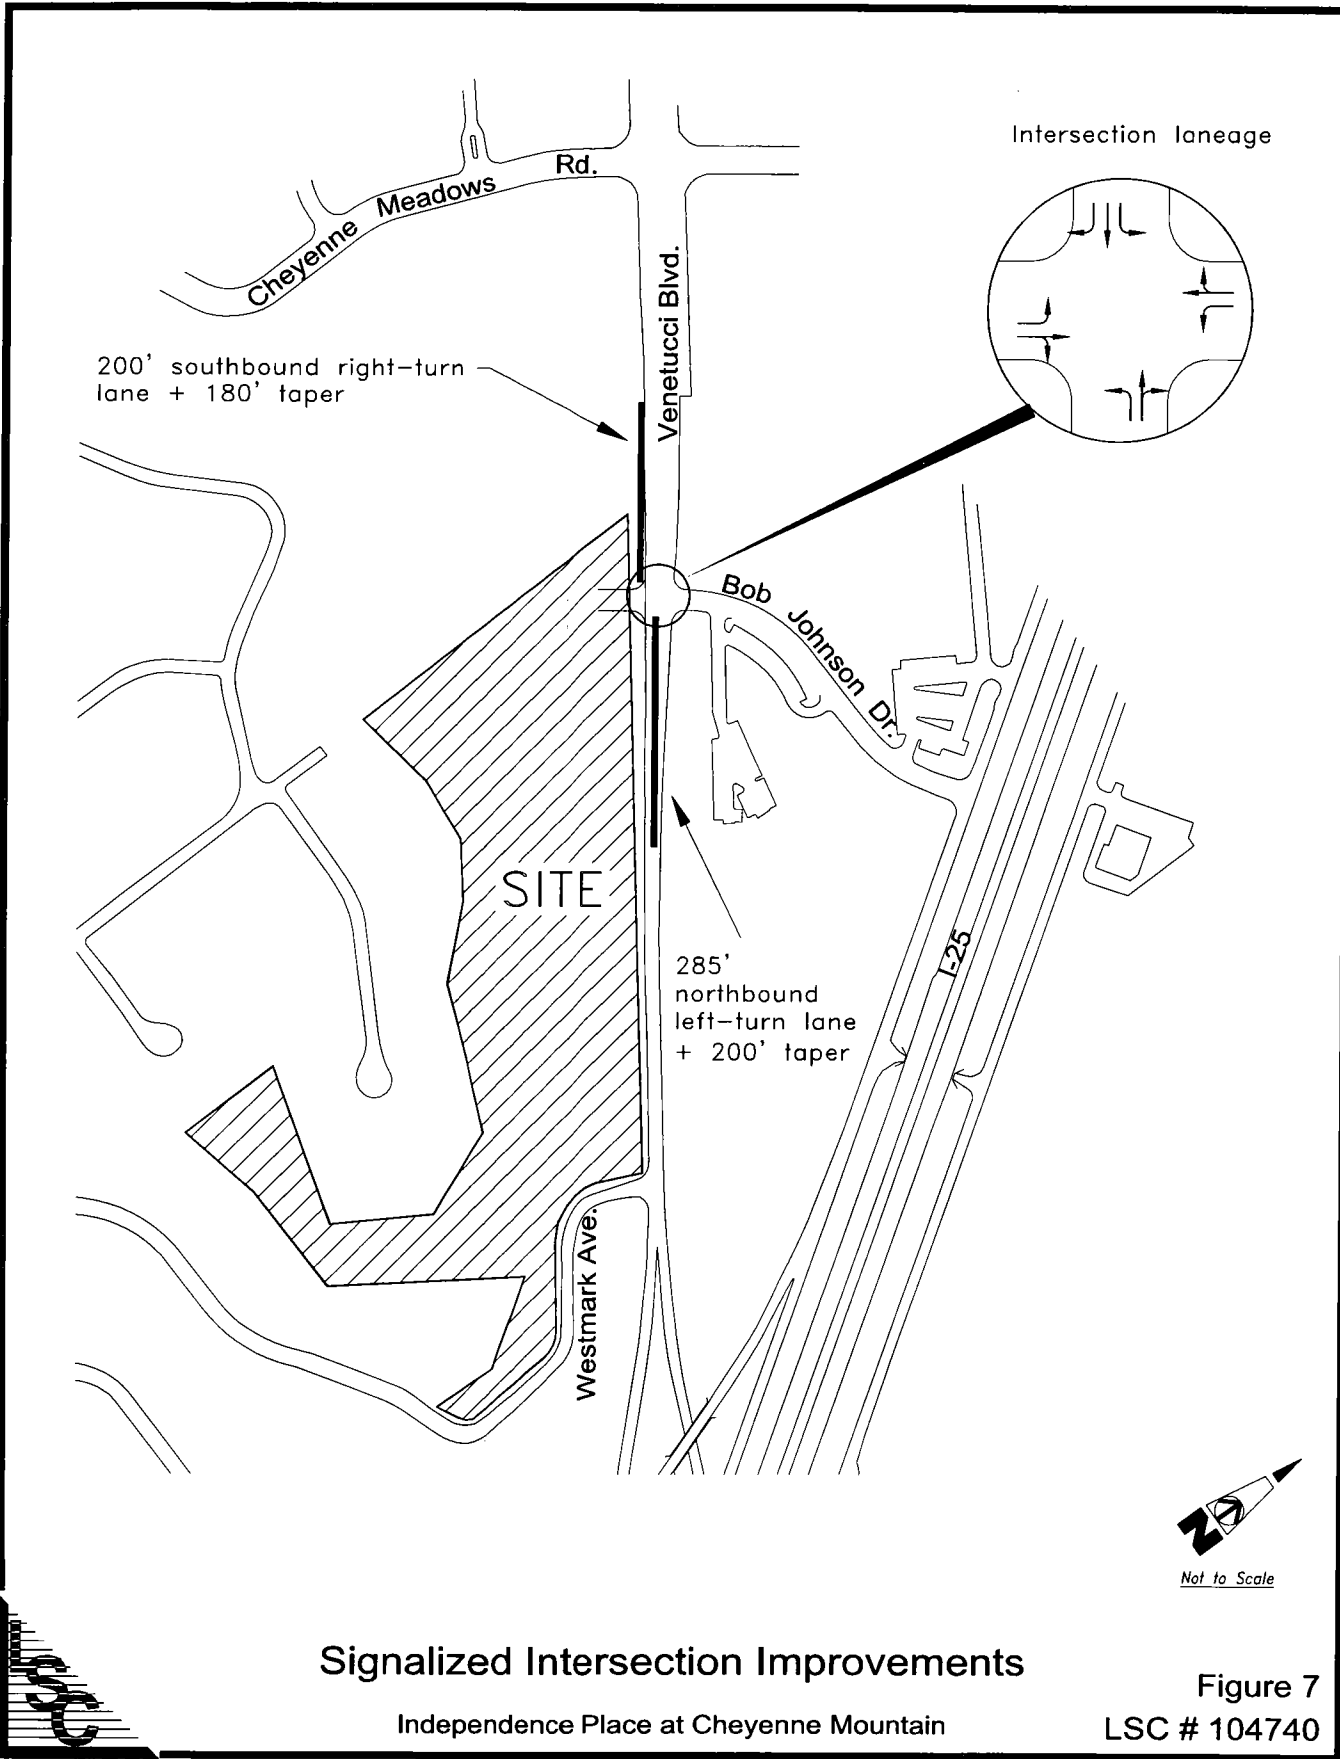 Intersection laneage
Cheyenne Meadows Rd.
Venetucci Blvd.
200' southbound right-turn
lane + 180' taper
Bob Johnson Dr.
SITE
I-25
285'
northbound
left-turn lane
+ 200' taper
Westmark Ave.
N
Not to Scale
LSC
Signalized Intersection Improvements
Independence Place at Cheyenne Mountain
Figure 7
LSC # 104740